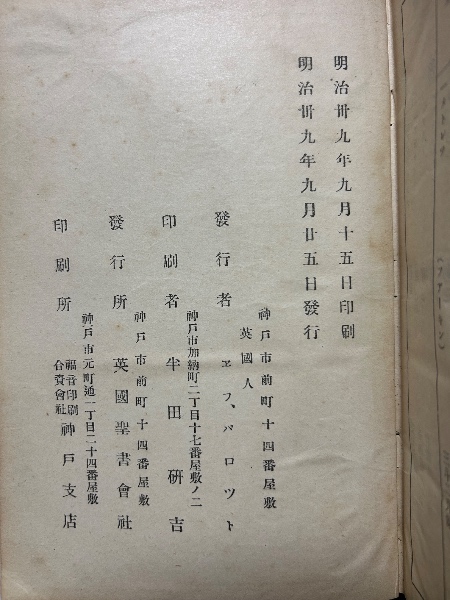 明治卅九年九月十五日印刷
明治卅九年九月廿五日發行
神戸市前町十四番屋敷
英國人
發行者 エフ、パロツト
神戸市加納町二丁目十七番屋敷ノ二
印刷者 半田研吉
神戸市前町十四番屋敷
發行所 英國聖書會社
神戸市元町通一丁目二十四番屋敷
印刷所 福音印刷合資會社 神戸支店